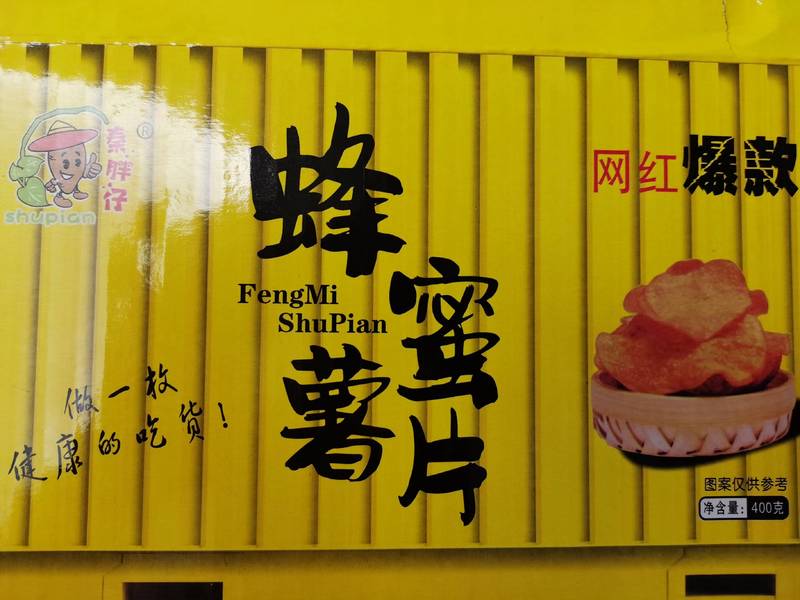 秦胖仔®
shupian
蜂蜜
FengMi
ShuPian
薯片
网红爆款
做一枚
健康的吃货!
图案仅供参考
净含量: 400克